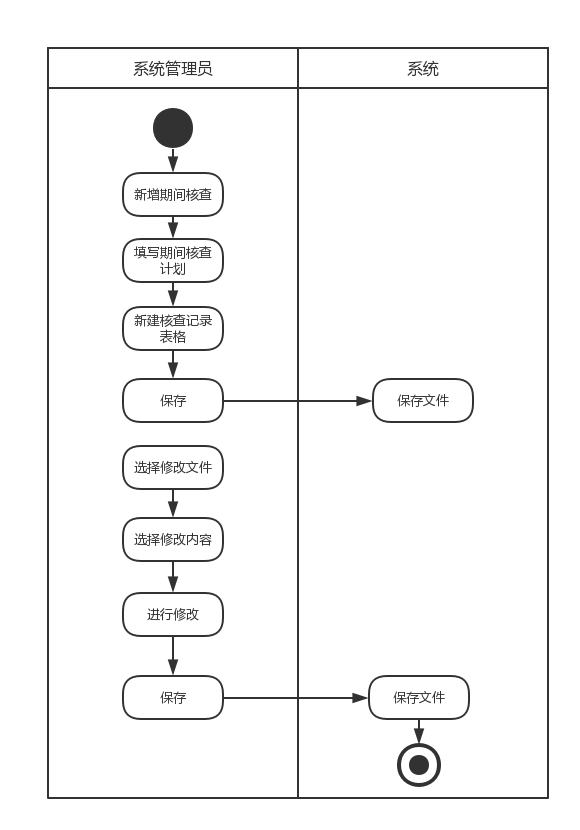 系统管理员
系统
新增期间核查
填写期间核查
计划
新建核查记录
表格
保存
保存文件
选择修改文件
选择修改内容
进行修改
保存
保存文件